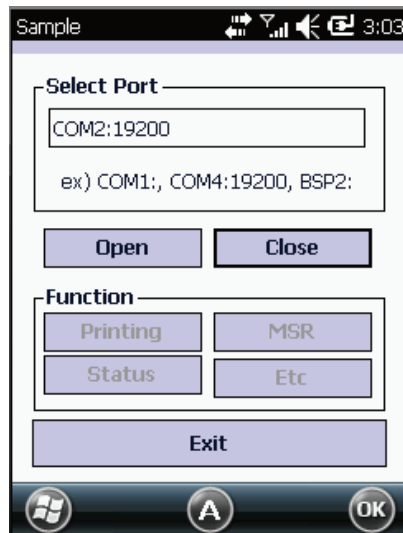 Sample 3:03
Select Port
COM2:19200
ex) COM1:, COM4:19200, BSP2:
Open Close
Function
Printing MSR
Status Etc
Exit
A OK